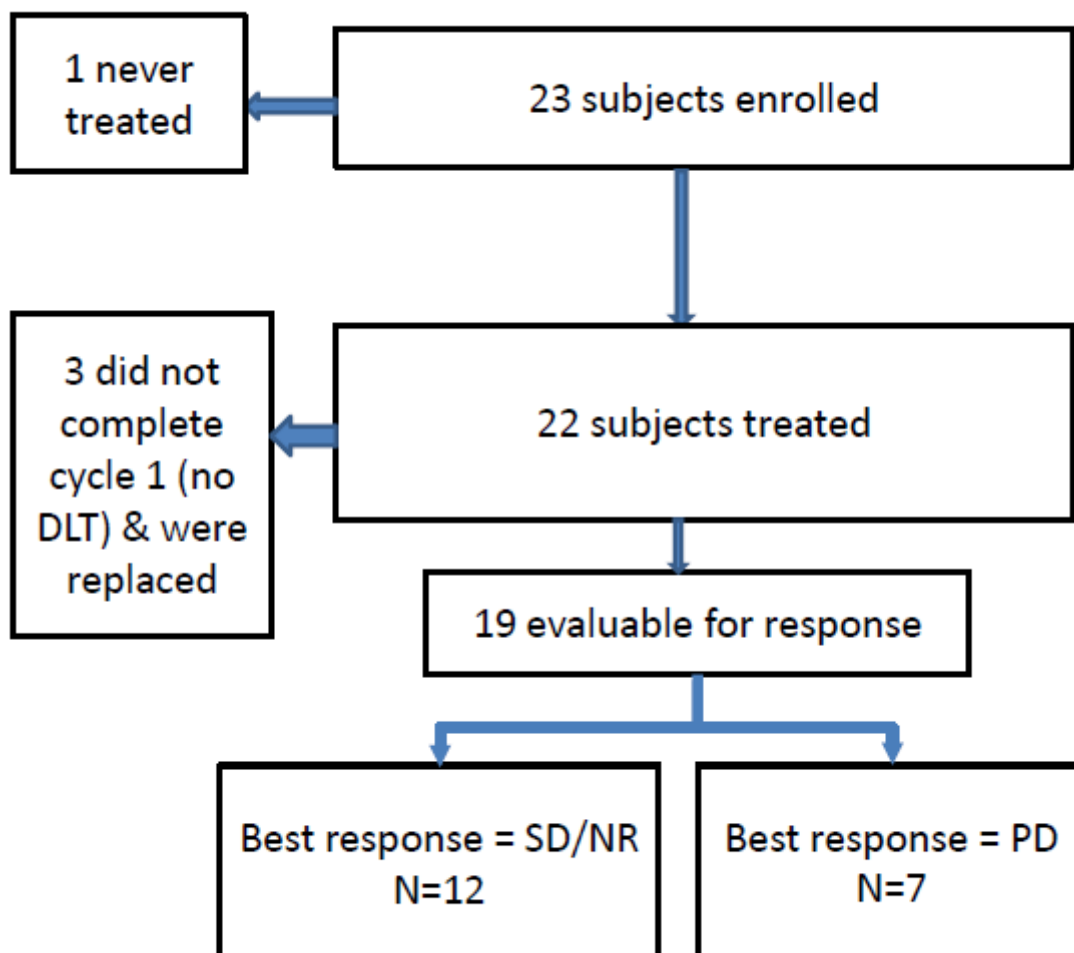 1 never
treated
23 subjects enrolled
3 did not
complete
cycle 1 (no
DLT) & were
replaced
22 subjects treated
19 evaluable for response
Best response = SD/NR
N=12
Best response = PD
N=7